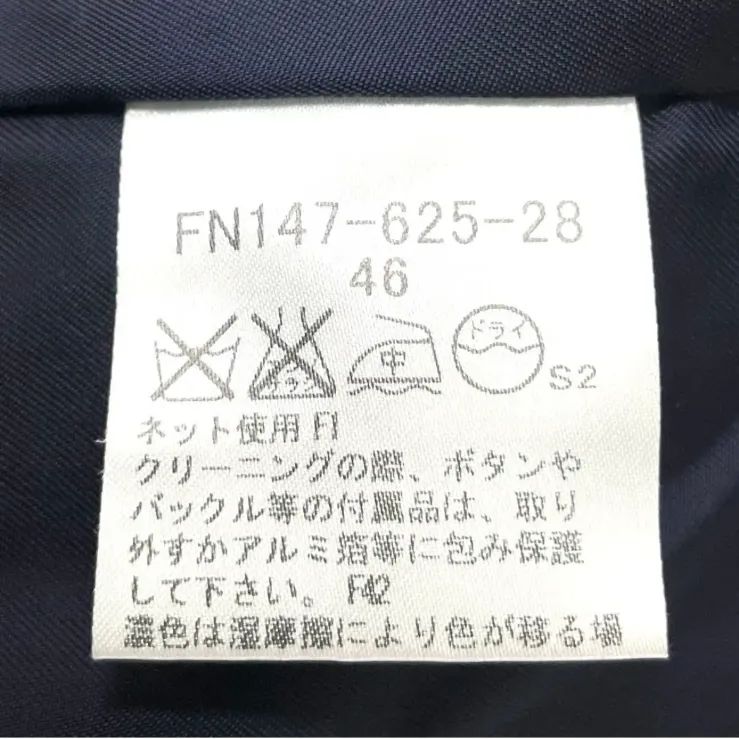 FN147-625-28
46
ドライ
S2
ネット使用 F1
クリーニングの際、ボタンや
バックル等の付属品は、取り
外すかアルミ箔等に包み保護
して下さい。 F42
濃色は湿摩擦により色が移る場
中